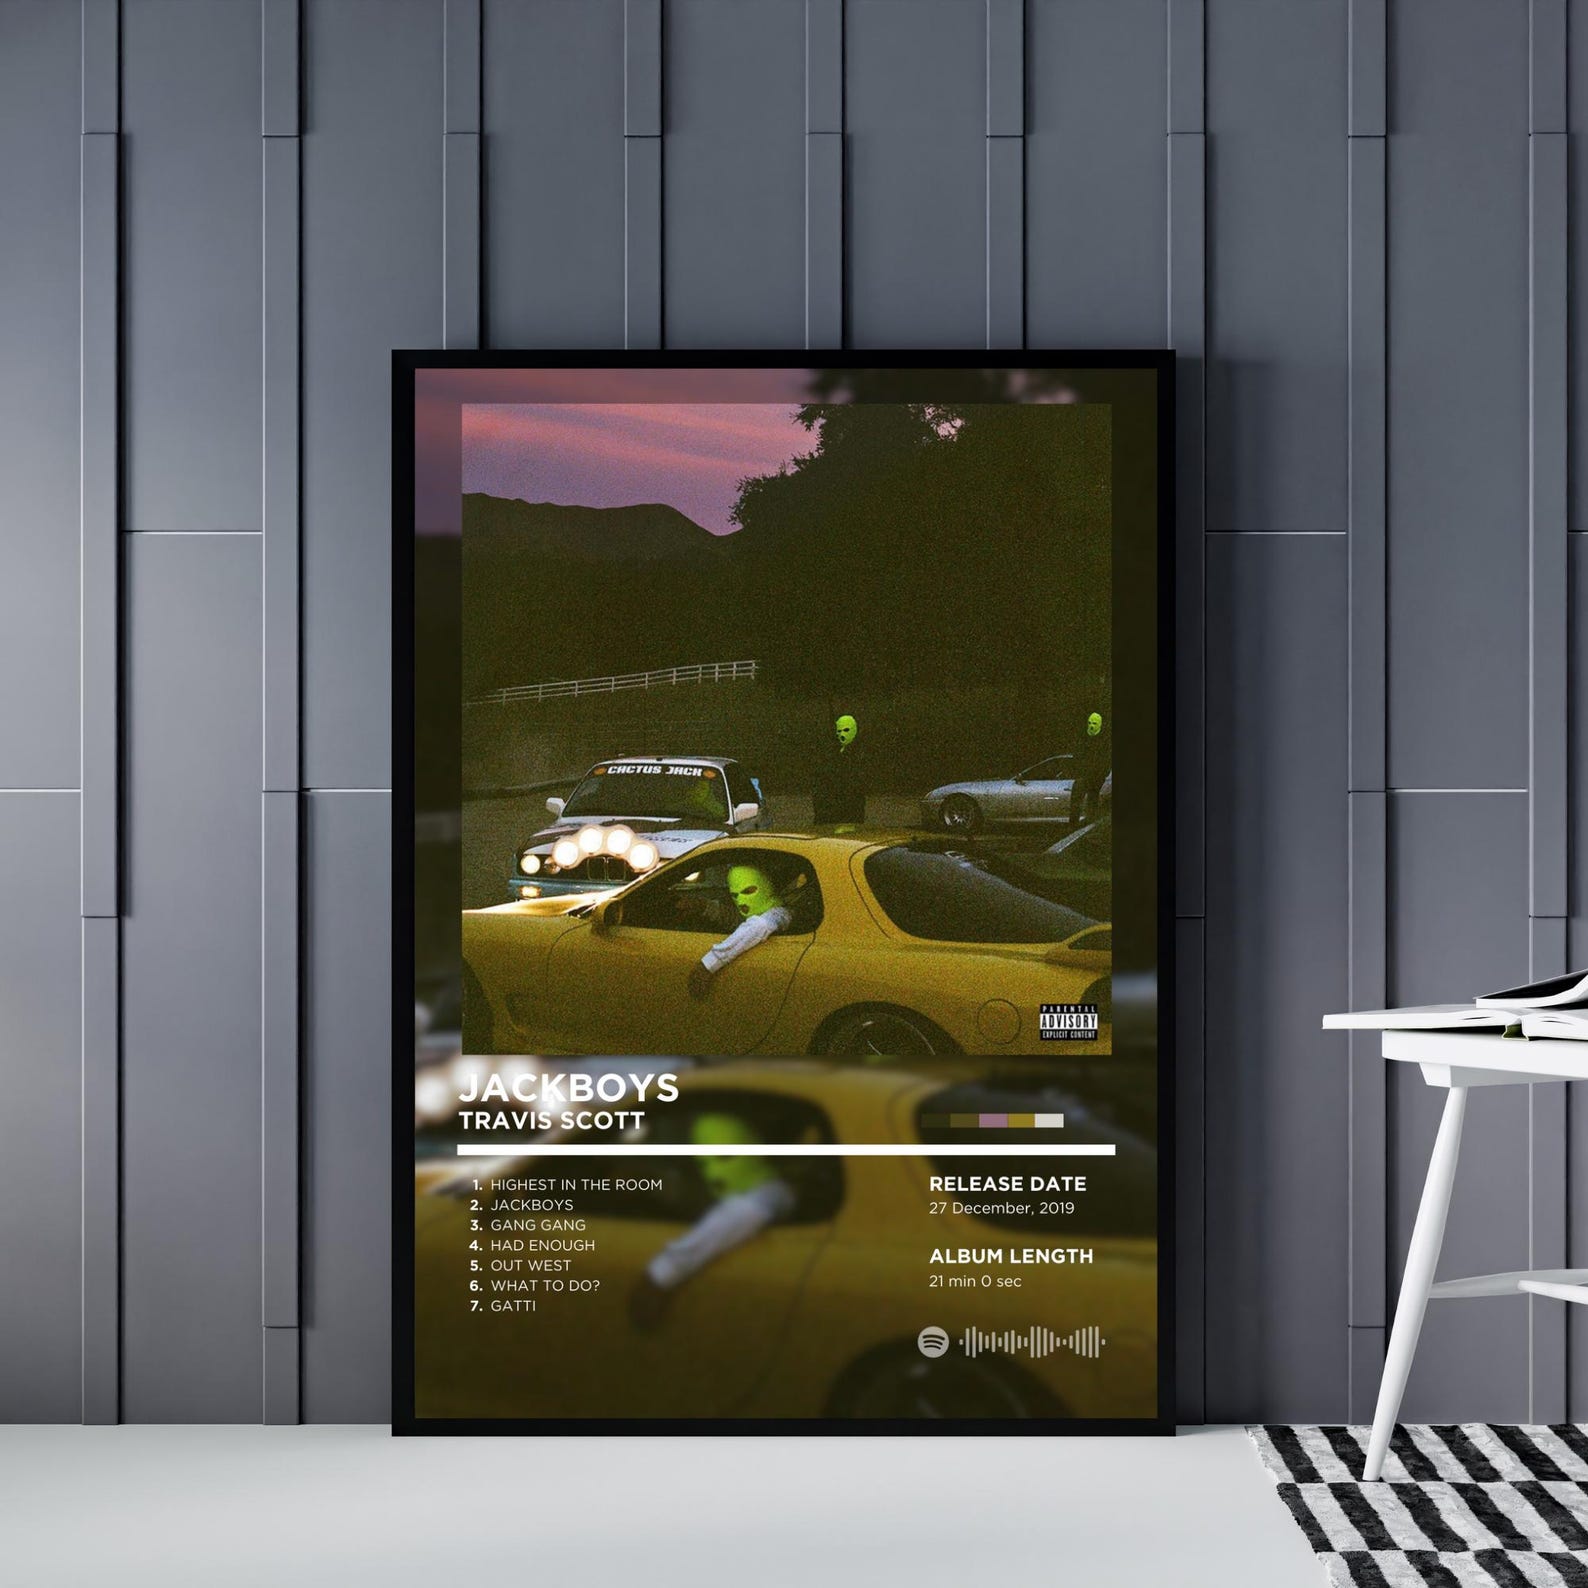 CACTUS JACK
PARENTAL
ADVISORY
EXPLICIT CONTENT
JACKBOYS
TRAVIS SCOTT
1. HIGHEST IN THE ROOM
2. JACKBOYS
3. GANG GANG
4. HAD ENOUGH
5. OUT WEST
6. WHAT TO DO?
7. GATTI
RELEASE DATE
27 December, 2019
ALBUM LENGTH
21 min 0 sec